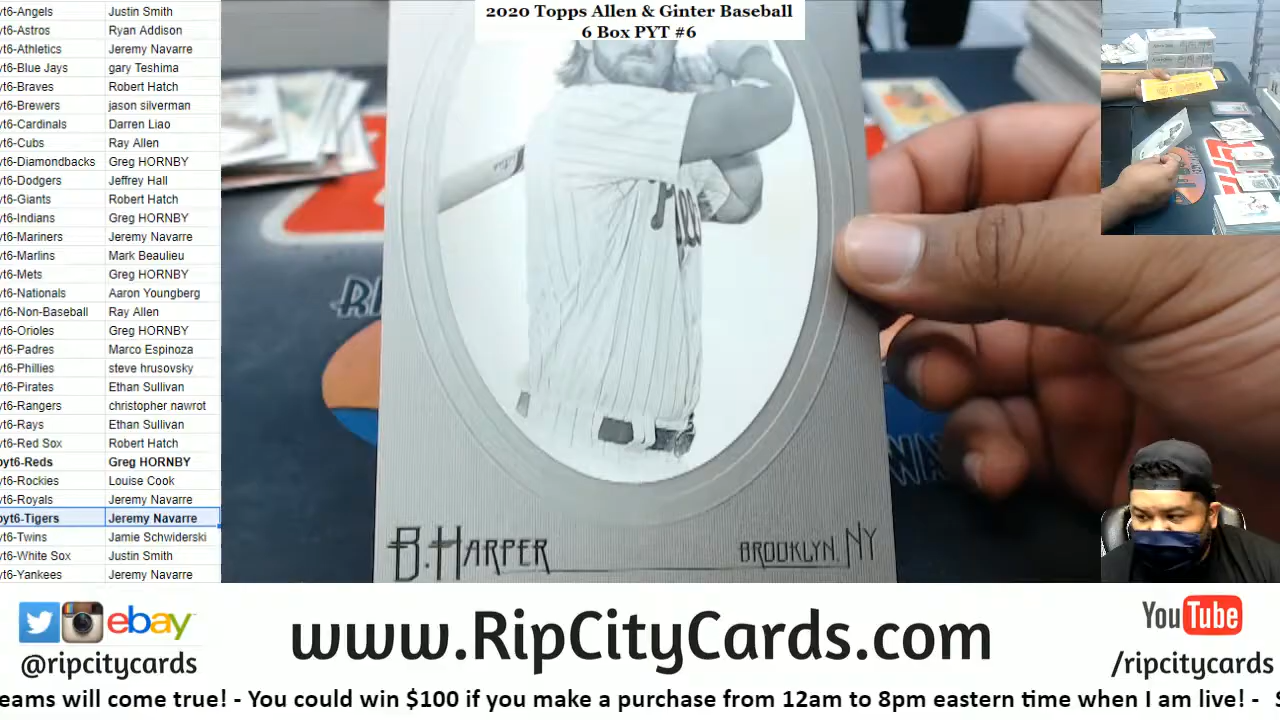 2020 Topps Allen & Ginter Baseball
6 Box PYT #6
yt6-Angels Justin Smith
yt6-Astros Ryan Addison
yt6-Athletics Jeremy Navarre
yt6-Blue Jays gary Teshima
yt6-Braves Robert Hatch
yt6-Brewers jason silverman
yt6-Cardinals Darren Liao
yt6-Cubs Ray Allen
yt6-Diamondbacks Greg HORNBY
yt6-Dodgers Jeffrey Hall
yt6-Giants Robert Hatch
yt6-Indians Greg HORNBY
yt6-Mariners Jeremy Navarre
yt6-Marlins Mark Beaulieu
yt6-Mets Greg HORNBY
yt6-Nationals Aaron Youngberg
yt6-Non-Baseball Ray Allen
yt6-Orioles Greg HORNBY
yt6-Padres Marco Espinoza
yt6-Phillies steve hrusovsky
yt6-Pirates Ethan Sullivan
yt6-Rangers christopher nawrot
yt6-Rays Ethan Sullivan
yt6-Red Sox Robert Hatch
pyt6-Reds Greg HORNBY
yt6-Rockies Louise Cook
yt6-Royals Jeremy Navarre
pyt6-Tigers Jeremy Navarre
yt6-Twins Jamie Schwiderski
yt6-White Sox Justin Smith
yt6-Yankees Jeremy Navarre
B. HARPER
BROOKLYN, NY
ebay
@ripcitycards
www.RipCityCards.com
YouTube
/ripcitycards
eams will come true! - You could win $100 if you make a purchase from 12am to 8pm eastern time when I am live! -